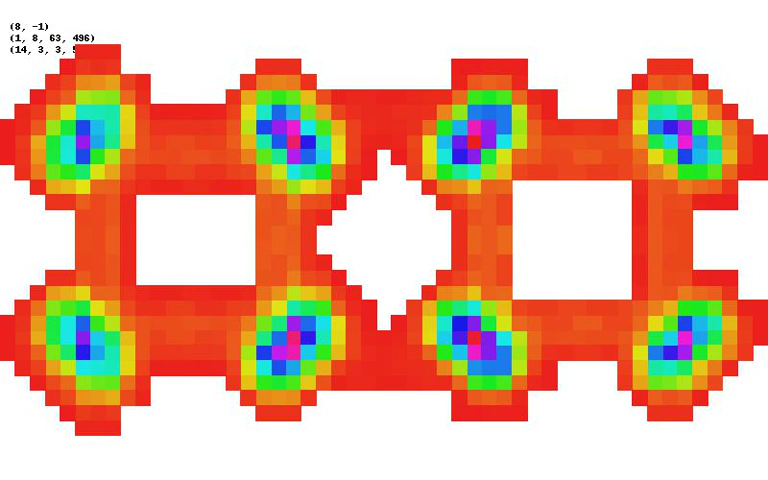 (8, -1)
(1, 8, 63, 496)
(14, 3, 3,